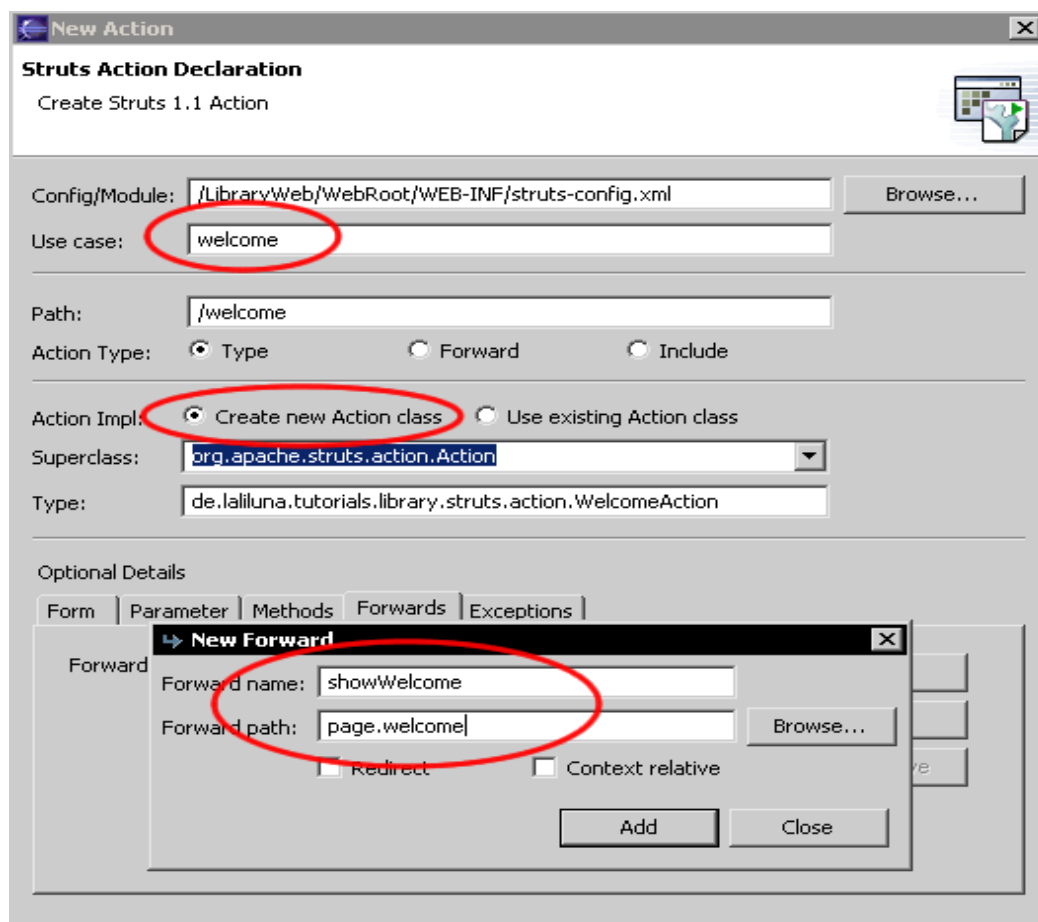 New Action
Struts Action Declaration
Create Struts 1.1 Action
Config/Module: /LibraryWeb/WebRoot/WEB-INF/struts-config.xml Browse...
Use case: welcome
Path: /welcome
Action Type: Type Forward Include
Action Impl: Create new Action class Use existing Action class
Superclass: org.apache.struts.action.Action
Type: de.laliluna.tutorials.library.struts.action.WelcomeAction
Optional Details
Form Parameter Methods Forwards Exceptions
New Forward
Forward
Forward name: showWelcome
Forward path: page.welcome Browse...
Redirect Context relative
Add Close